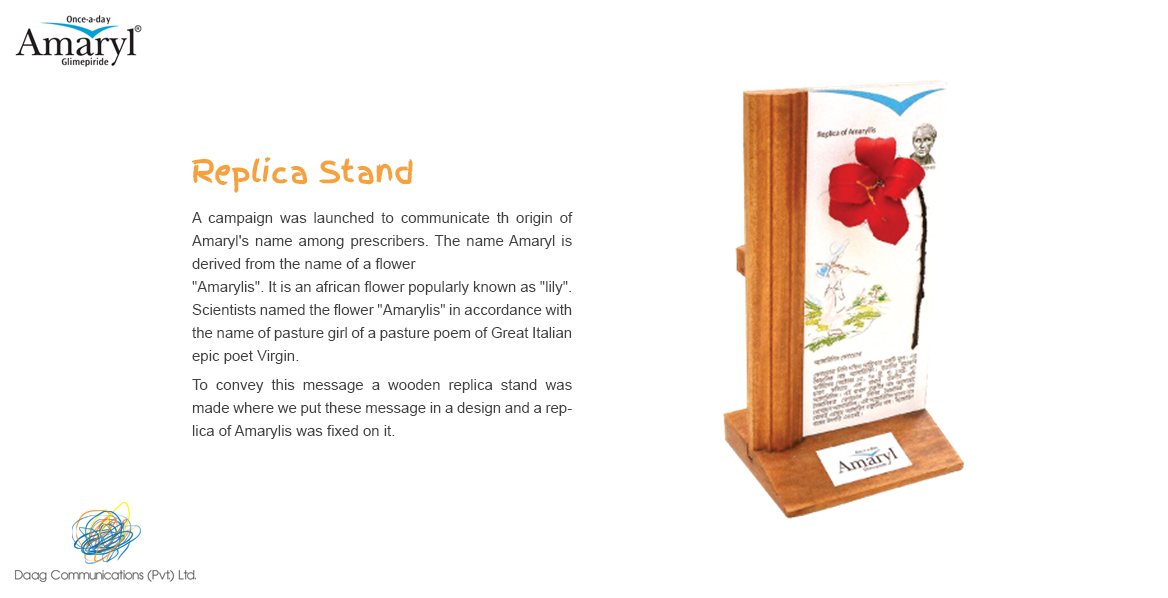 Once-a-day
Amaryl®
Glimepiride
Replica Stand
A campaign was launched to communicate th origin of
Amaryl's name among prescribers. The name Amaryl is
derived from the name of a flower
"Amarylis". It is an african flower popularly known as "lily".
Scientists named the flower "Amarylis" in accordance with
the name of pasture girl of a pasture poem of Great Italian
epic poet Virgin.
To convey this message a wooden replica stand was
made where we put these message in a design and a rep-
lica of Amarylis was fixed on it.
Replica of Amaryllis
Once-a-day
Amaryl
Glimepiride
Daag Communications (Pvt) Ltd.